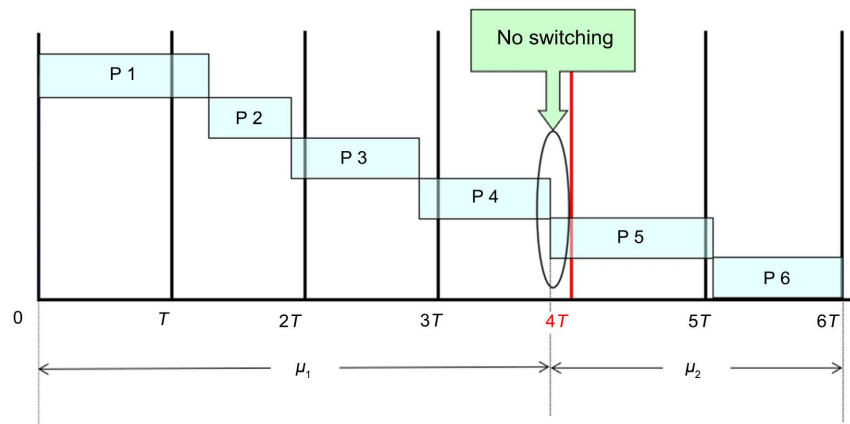 No switching
P 1
P 2
P 3
P 4
P 5
P 6
0
T
2T
3T
4T
5T
6T
μ1
μ2